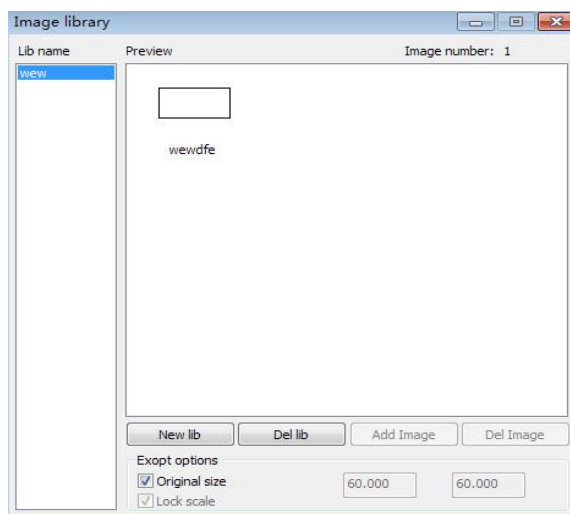 Image library
Lib name Preview Image number: 1
wew
wewdfe
New lib Del lib Add Image Del Image
Exopt options
Original size 60.000 60.000
Lock scale